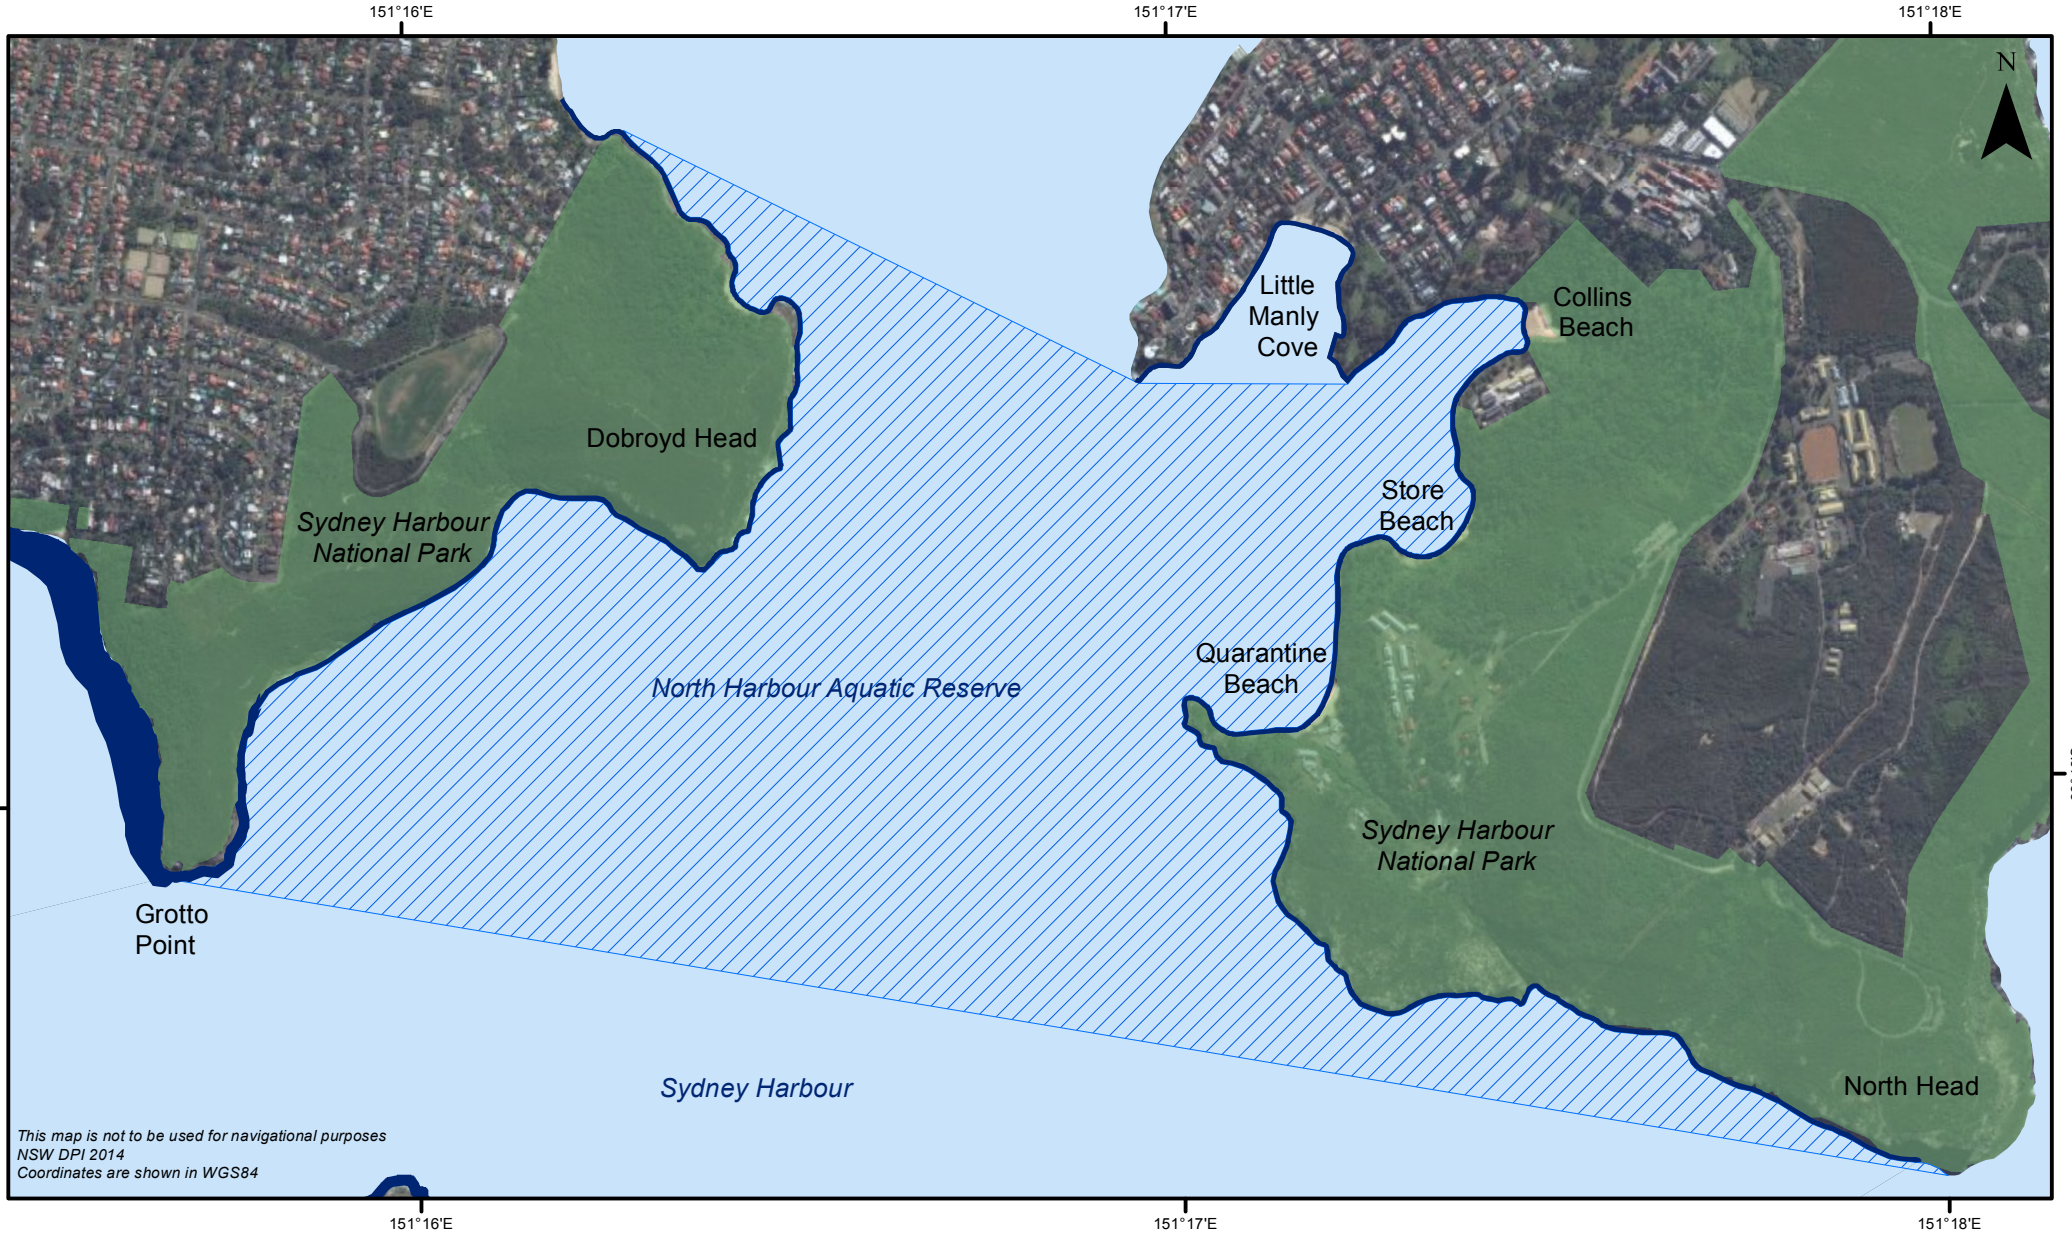 151°16'E
151°17'E
151°18'E
N
Little
Manly
Cove
Collins
Beach
Dobroyd Head
Store
Beach
Sydney Harbour
National Park
Quarantine
Beach
North Harbour Aquatic Reserve
Sydney Harbour
National Park
Grotto
Point
Sydney Harbour
North Head
This map is not to be used for navigational purposes
NSW DPI 2014
Coordinates are shown in WGS84
151°16'E
151°17'E
151°18'E